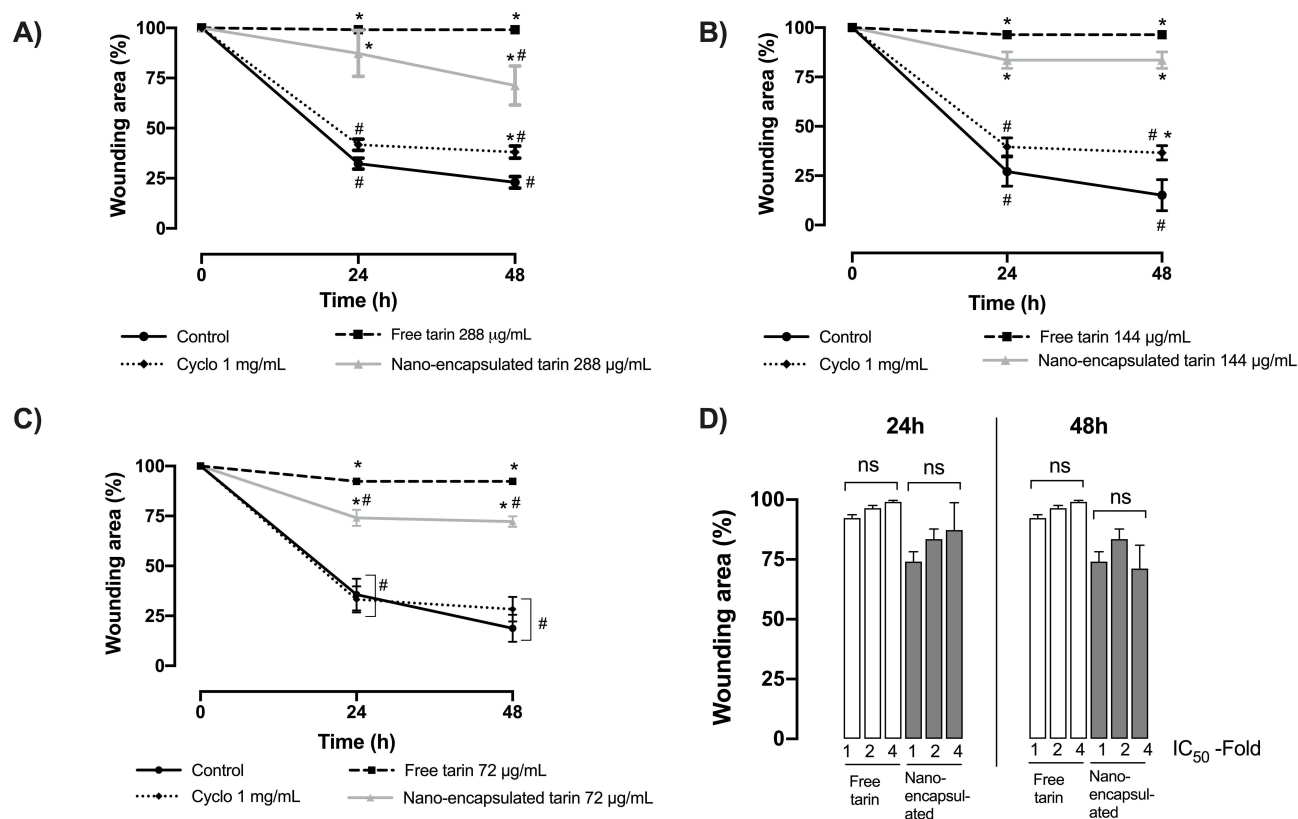 A)
Wounding area (%)
100
75
50
25
0
*
*
*
*#
#
*#
#
#
0
24
48
Time (h)
Control
Free tarin 288 µg/mL
Cyclo 1 mg/mL
Nano-encapsulated tarin 288 µg/mL
B)
Wounding area (%)
100
75
50
25
0
*
*
*
*
#
# *
#
#
0
24
48
Time (h)
Control
Free tarin 144 µg/mL
Cyclo 1 mg/mL
Nano-encapsulated tarin 144 µg/mL
C)
Wounding area (%)
100
75
50
25
0
*
*
*#
*#
#
#
0
24
48
Time (h)
Control
Free tarin 72 µg/mL
Cyclo 1 mg/mL
Nano-encapsulated tarin 72 µg/mL
D)
24h
48h
Wounding area (%)
100
75
50
25
0
ns
ns
ns
ns
1 2 4 1 2 4
1 2 4 1 2 4
IC50 -Fold
Free
tarin
Nano-
encapsul-
ated
Free
tarin
Nano-
encapsul-
ated